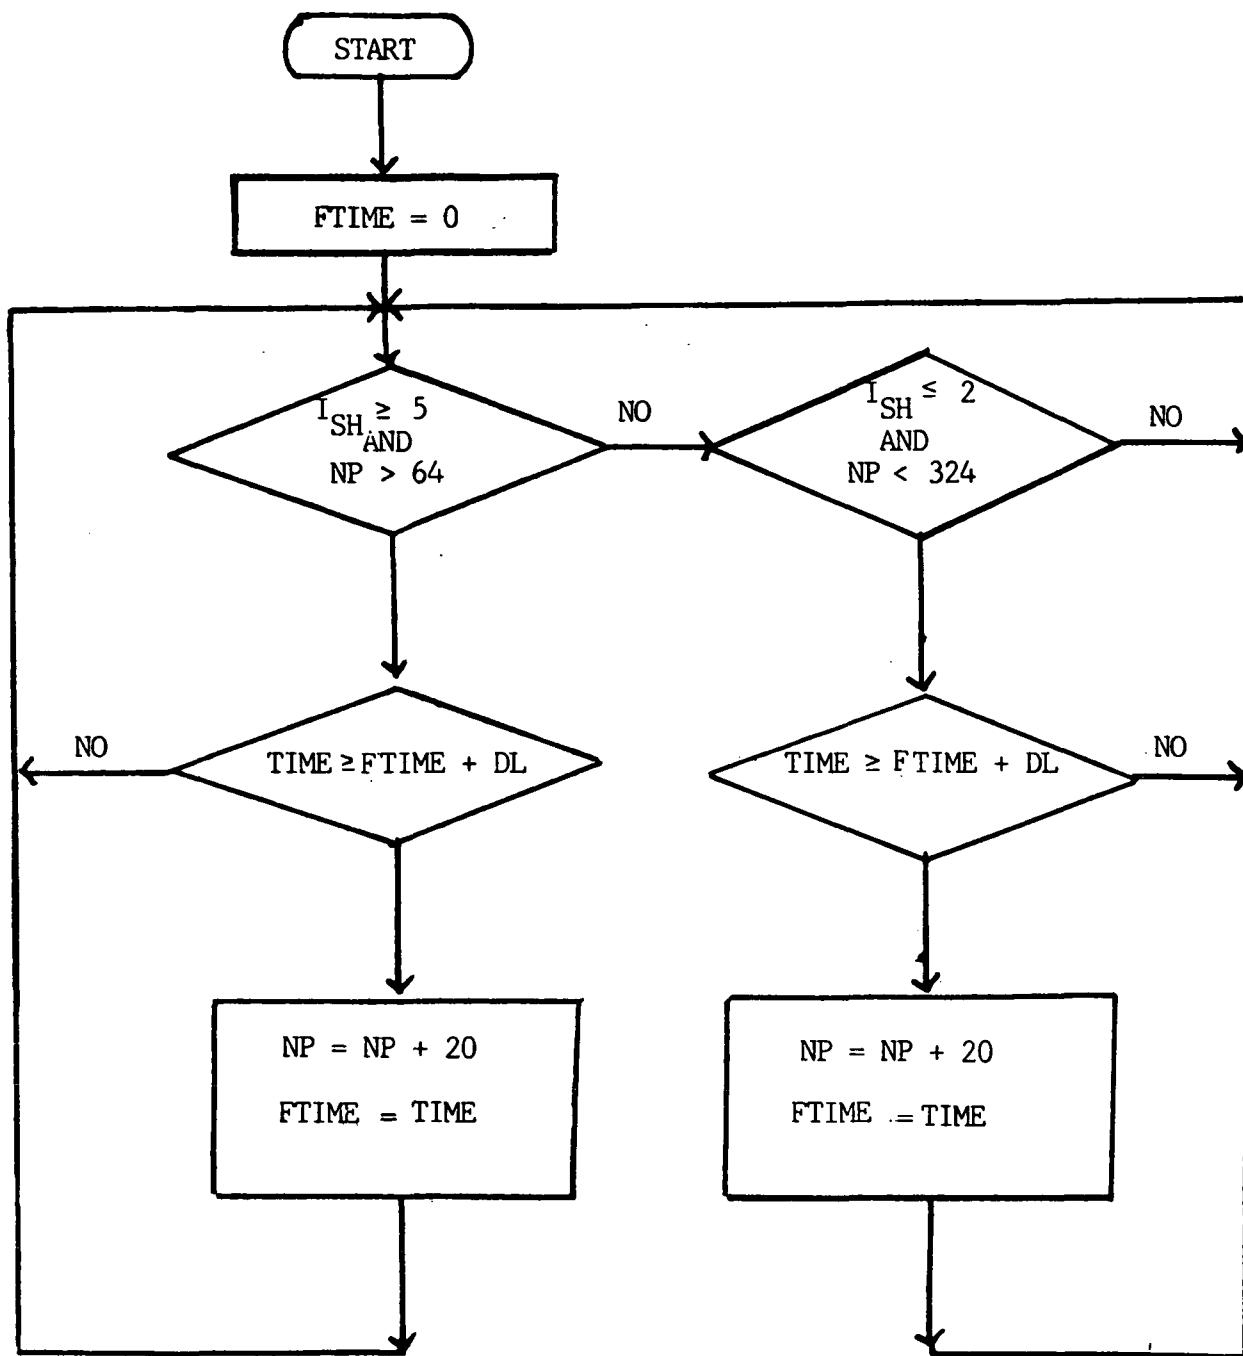 START
FTIME = 0
I_SH ≥ 5
AND
NP > 64
NO
I_SH ≤ 2
AND
NP < 324
NO
NO
TIME ≥ FTIME + DL
TIME ≥ FTIME + DL
NO
NP = NP + 20
FTIME = TIME
NP = NP + 20
FTIME = TIME